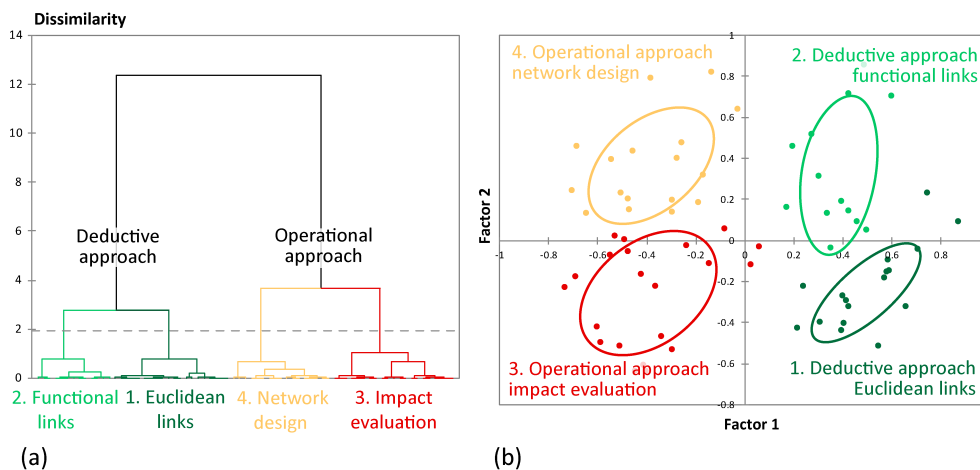 Dissimilarity
14
12
10
8
6
4
2
0
Deductive
approach
Operational
approach
2. Functional
links
1. Euclidean
links
4. Network
design
3. Impact
evaluation
(a)
4. Operational approach
network design
2. Deductive approach
functional links
3. Operational approach
impact evaluation
1. Deductive approach
Euclidean links
Factor 2
1
0.8
0.6
0.4
0.2
0
-0.2
-0.4
-0.6
-0.8
-1
-0.8
-0.6
-0.4
-0.2
0.2
0.4
0.6
0.8
Factor 1
(b)